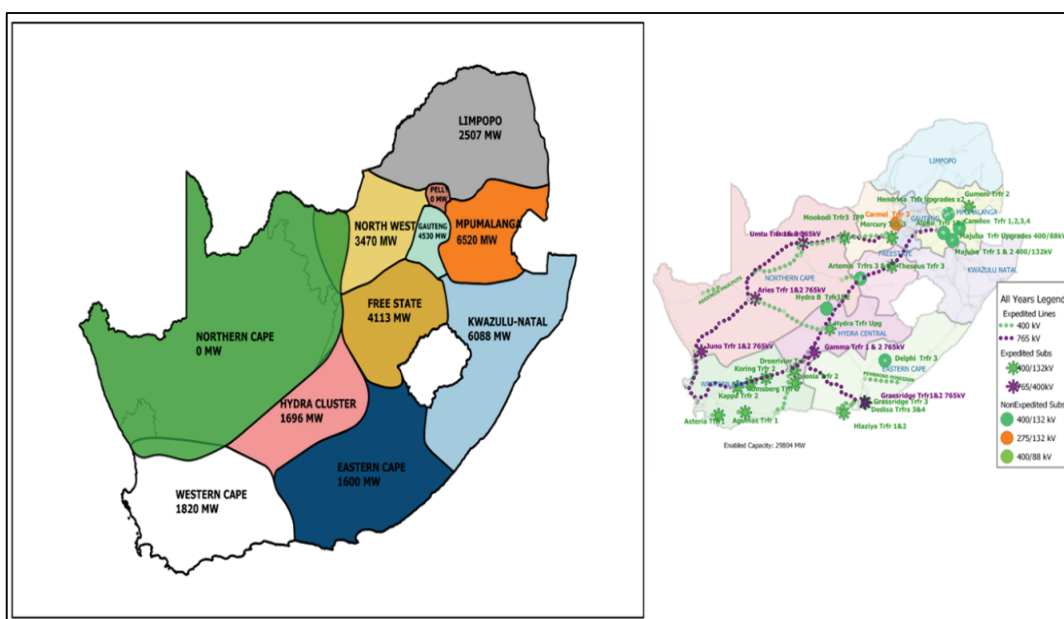 LIMPOPO
2507 MW
PELL
0 MW
NORTH WEST
3470 MW
GAUTENG
4530 MW
MPUMALANGA
6520 MW
FREE STATE
4113 MW
KWAZULU-NATAL
6088 MW
NORTHERN CAPE
0 MW
HYDRA CLUSTER
1696 MW
EASTERN CAPE
1600 MW
WESTERN CAPE
1820 MW
LIMPOPO
Gumeni Trfr 2
Hendrina Trfr Upgrades x2
MPUMALANGA
Mookodi Trfr3 IPP
Carmel Trfr 3
GAUTENG
Camden Trfr 1,2,3,4
Mercury
Alpha Trfr
Majuba Trfr Upgrades 400/88kV
765kV
Majuba Trfr 1 & 2 400/132kV
FREESTATE
Artemis Trfrs 3
Theseus Trfr 3
KWAZULU NATAL
NORTHERN CAPE
Aries Trfr 1&2 765kV
Hydra B
Hydra Trfr Upg
HYDRA CENTRAL
Juno Trfr 1&2 765kV
Gamma Trfr 1 & 2 765kV
Droerivier
Delphi Trfr 3
Koring Trfr 2
EASTERN CAPE
Kappa Trfr 2
Grassridge Trfr1&2 765kV
Grassridge Trfr 3
Dedisa Trfrs 3&4
Asteria Trfr1
Agulhas Trfr 1
Hlaziya Trfr 1&2
Enabled Capacity: 29804 MW
All Years Legend
Expedited Lines
400 kV
765 kV
Expedited Subs
400/132kV
765/400kV
NonExpedited Subs
400/132 kV
275/132 kV
400/88 kV